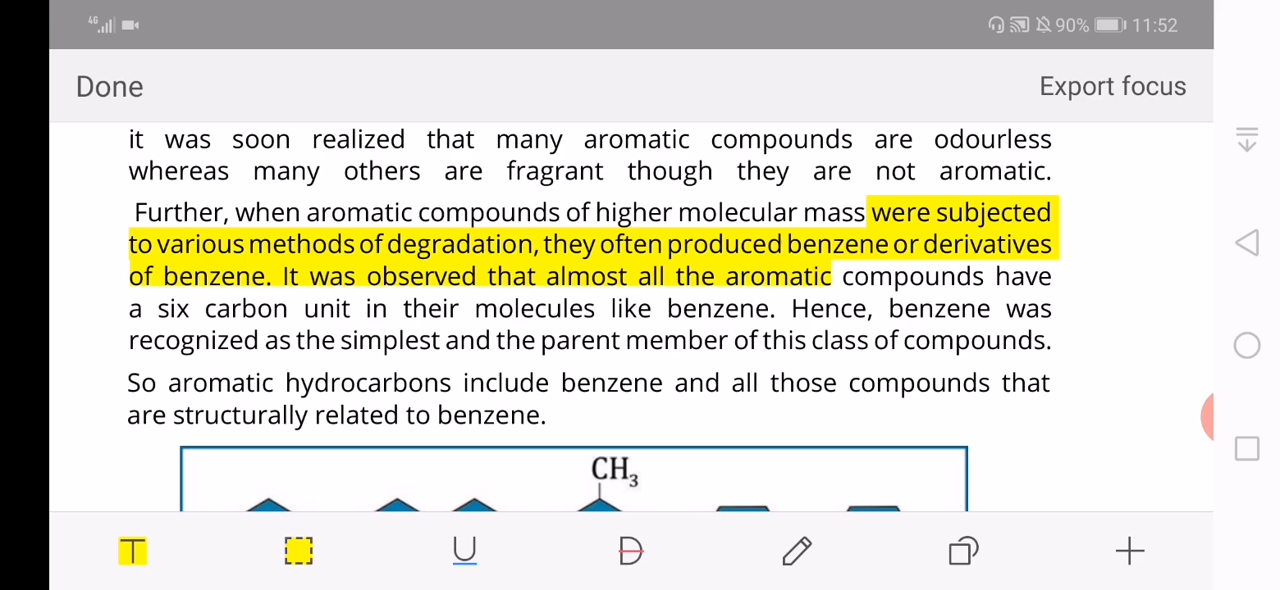 4G 90% 11:52
Done Export focus
it was soon realized that many aromatic compounds are odourless
whereas many others are fragrant though they are not aromatic.
Further, when aromatic compounds of higher molecular mass were subjected
to various methods of degradation, they often produced benzene or derivatives
of benzene. It was observed that almost all the aromatic compounds have
a six carbon unit in their molecules like benzene. Hence, benzene was
recognized as the simplest and the parent member of this class of compounds.
So aromatic hydrocarbons include benzene and all those compounds that
are structurally related to benzene.
CH₃
T U D